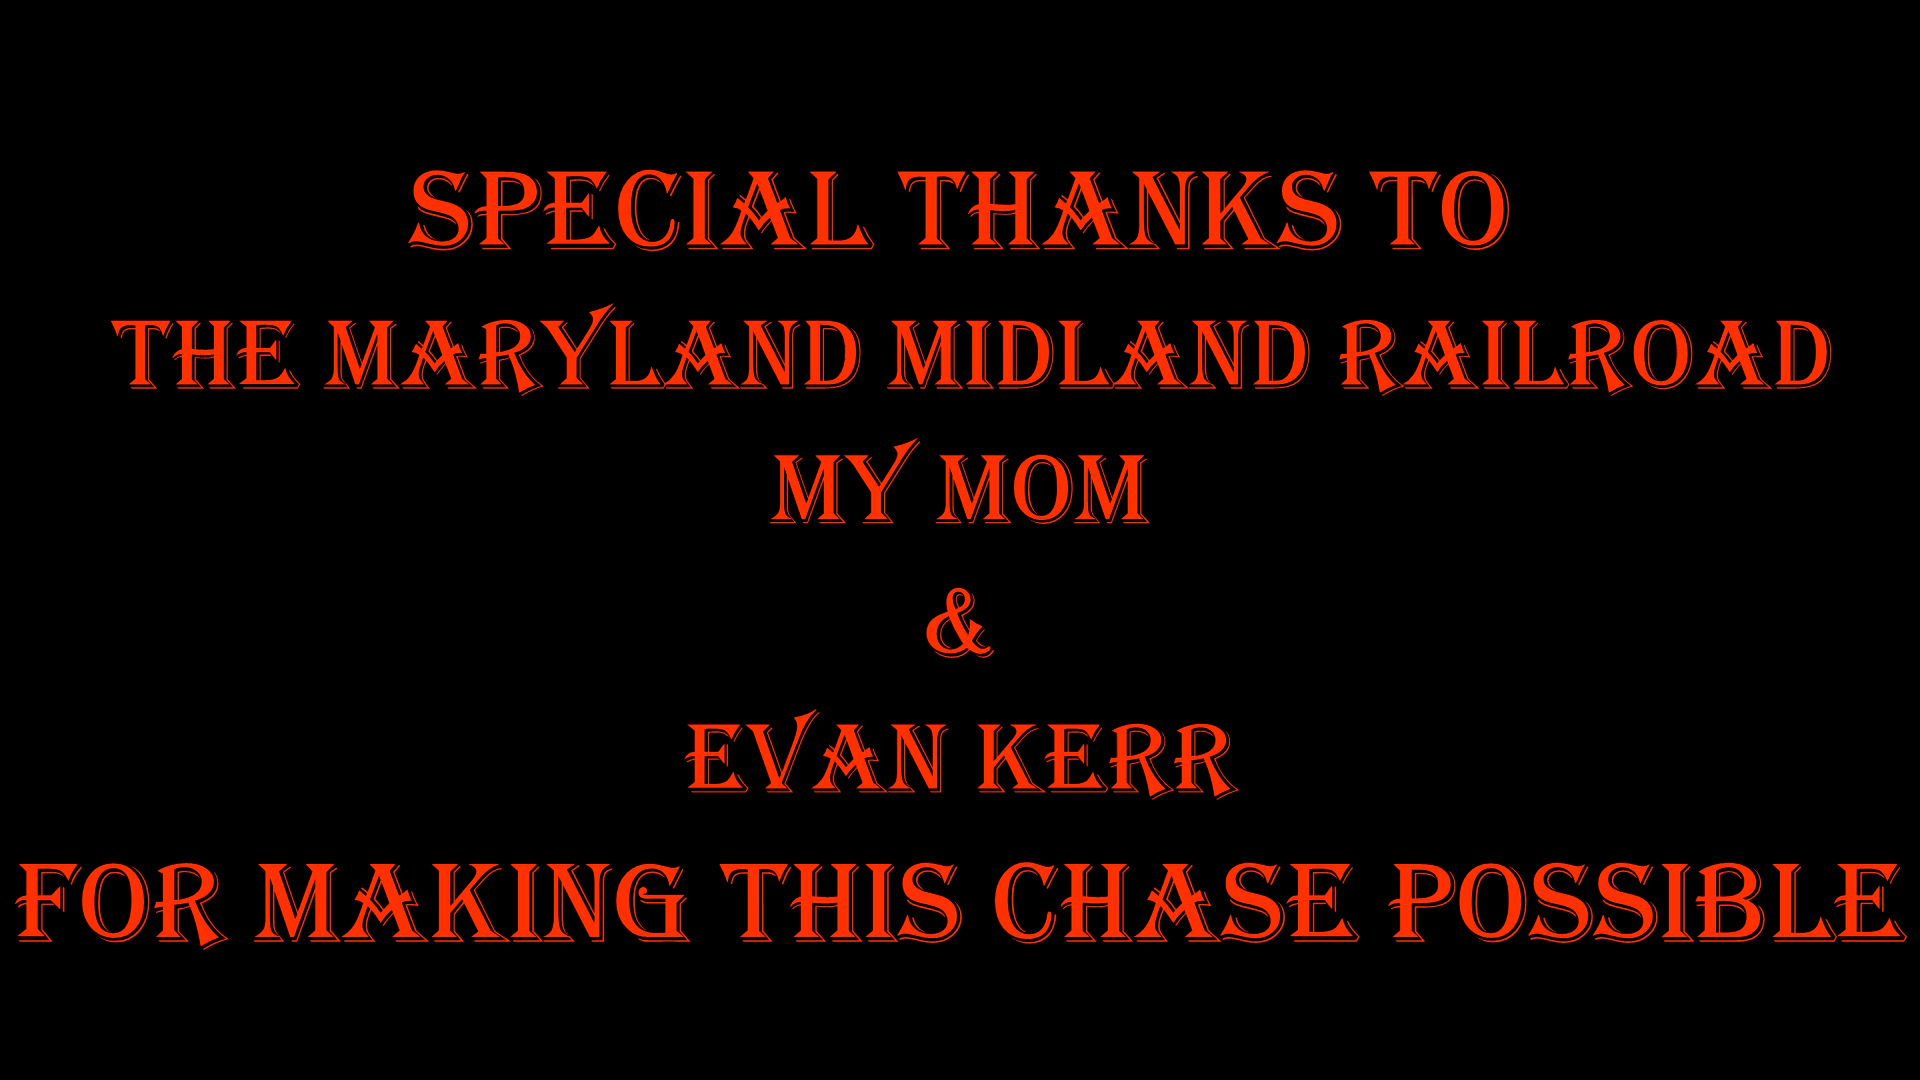 SPECIAL THANKS TO
THE MARYLAND MIDLAND RAILROAD
MY MOM
&
EVAN KERR
FOR MAKING THIS CHASE POSSIBLE